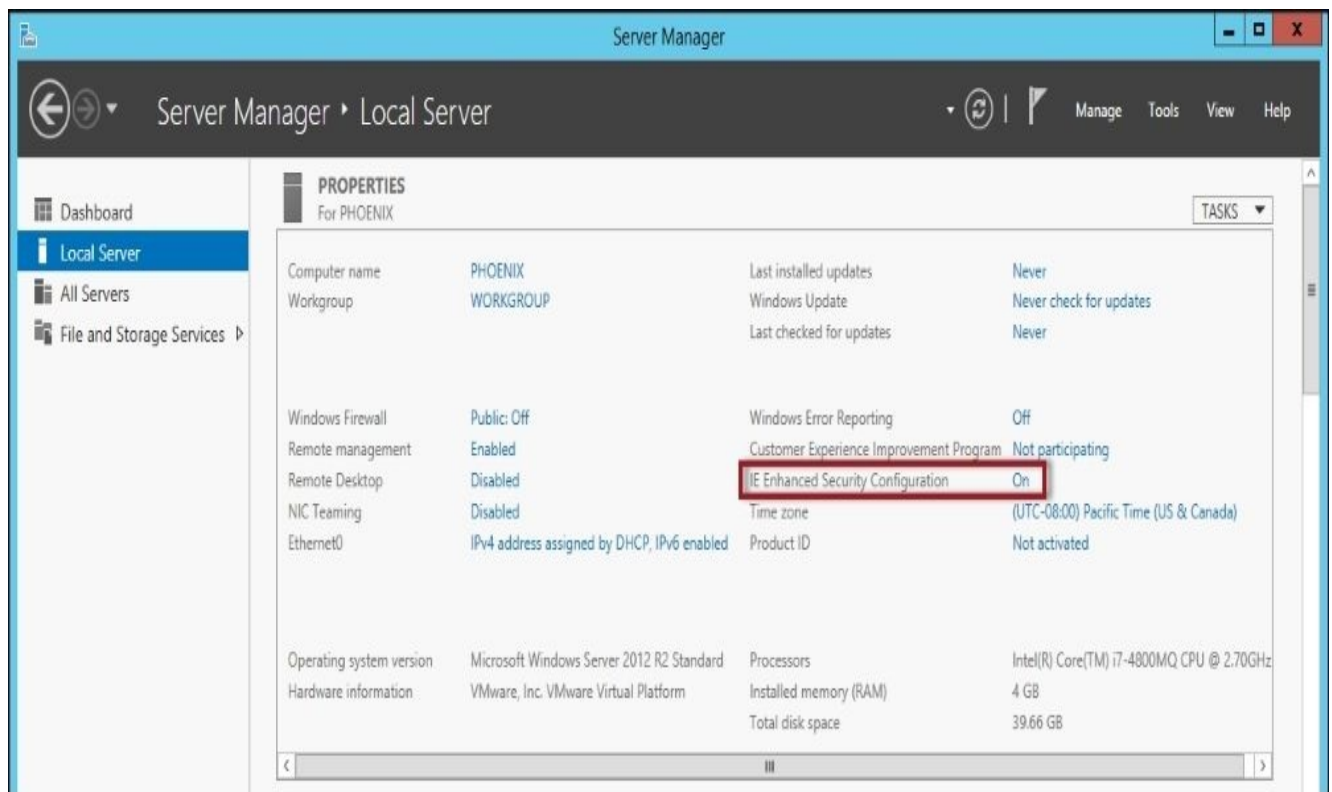 Server Manager
Server Manager ‣ Local Server
Manage Tools View Help
Dashboard
Local Server
All Servers
File and Storage Services
PROPERTIES
For PHOENIX
TASKS
Computer name PHOENIX Last installed updates Never
Workgroup WORKGROUP Windows Update Never check for updates
Last checked for updates Never
Windows Firewall Public: Off Windows Error Reporting Off
Remote management Enabled Customer Experience Improvement Program Not participating
Remote Desktop Disabled IE Enhanced Security Configuration On
NIC Teaming Disabled Time zone (UTC-08:00) Pacific Time (US & Canada)
Ethernet0 IPv4 address assigned by DHCP, IPv6 enabled Product ID Not activated
Operating system version Microsoft Windows Server 2012 R2 Standard Processors Intel(R) Core(TM) i7-4800MQ CPU @ 2.70GHz
Hardware information VMware, Inc. VMware Virtual Platform Installed memory (RAM) 4 GB
Total disk space 39.66 GB